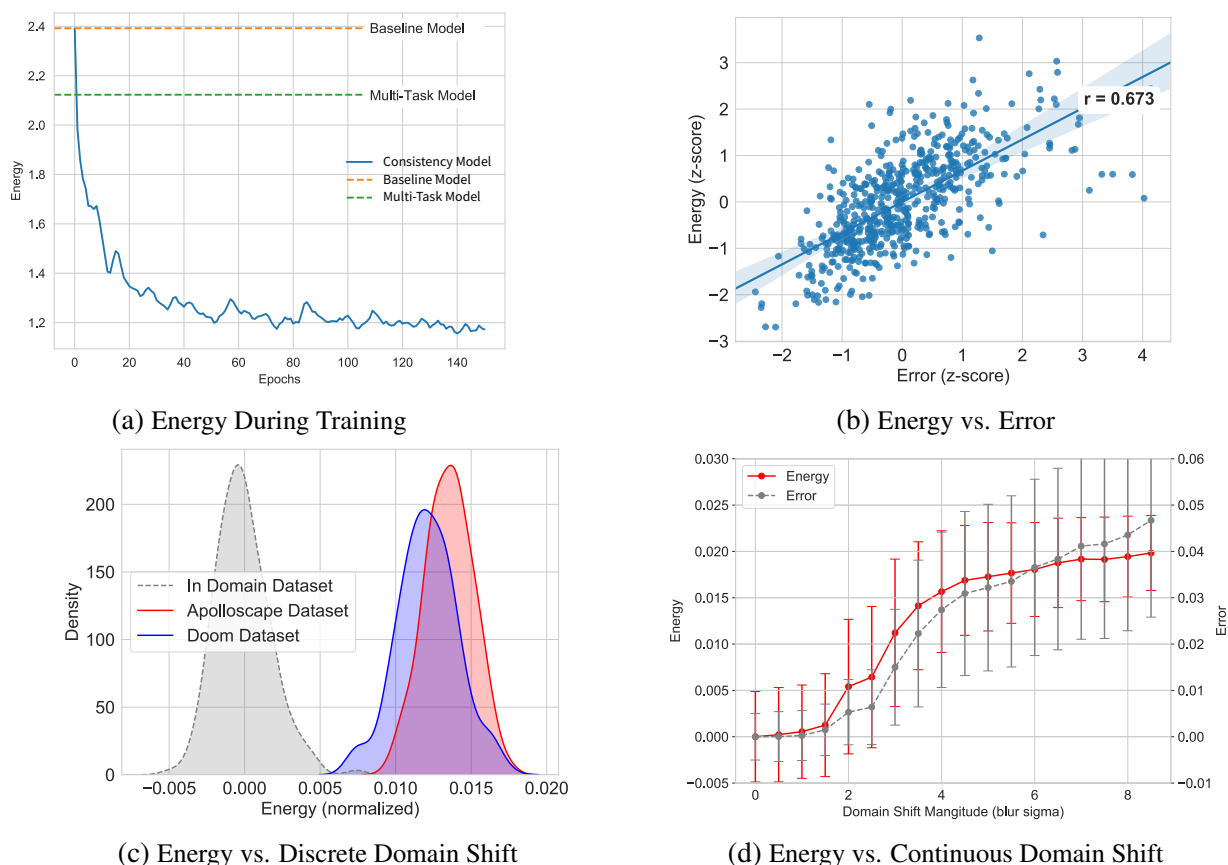 2.4
2.2
2.0
1.8
1.6
1.4
1.2
Energy
Baseline Model
Multi-Task Model
Consistency Model
Baseline Model
Multi-Task Model
0 20 40 60 80 100 120 140
Epochs
(a) Energy During Training
3
2
1
0
−1
−2
−3
Energy (z-score)
r = 0.673
−2 −1 0 1 2 3 4
Error (z-score)
(b) Energy vs. Error
200
150
100
50
0
Density
In Domain Dataset
Apolloscape Dataset
Doom Dataset
−0.005 0.000 0.005 0.010 0.015 0.020
Energy (normalized)
(c) Energy vs. Discrete Domain Shift
0.030
0.025
0.020
0.015
0.010
0.005
0.000
−0.005
Energy
Energy
Error
0.06
0.05
0.04
0.03
0.02
0.01
0.00
−0.01
Error
0 2 4 6 8
Domain Shift Mangitude (blur sigma)
(d) Energy vs. Continuous Domain Shift